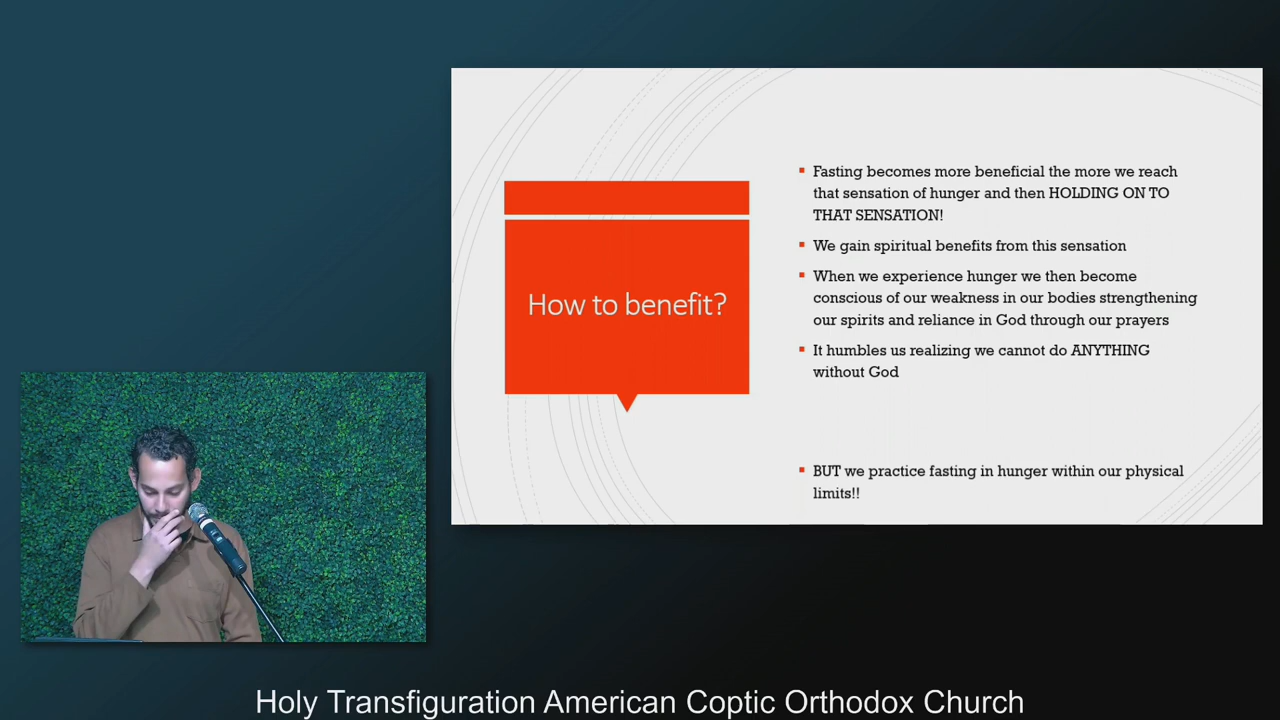 How to benefit?
Fasting becomes more beneficial the more we reach
that sensation of hunger and then HOLDING ON TO
THAT SENSATION!
We gain spiritual benefits from this sensation
When we experience hunger we then become
conscious of our weakness in our bodies strengthening
our spirits and reliance in God through our prayers
It humbles us realizing we cannot do ANYTHING
without God
BUT we practice fasting in hunger within our physical
limits!!
Holy Transfiguration American Coptic Orthodox Church